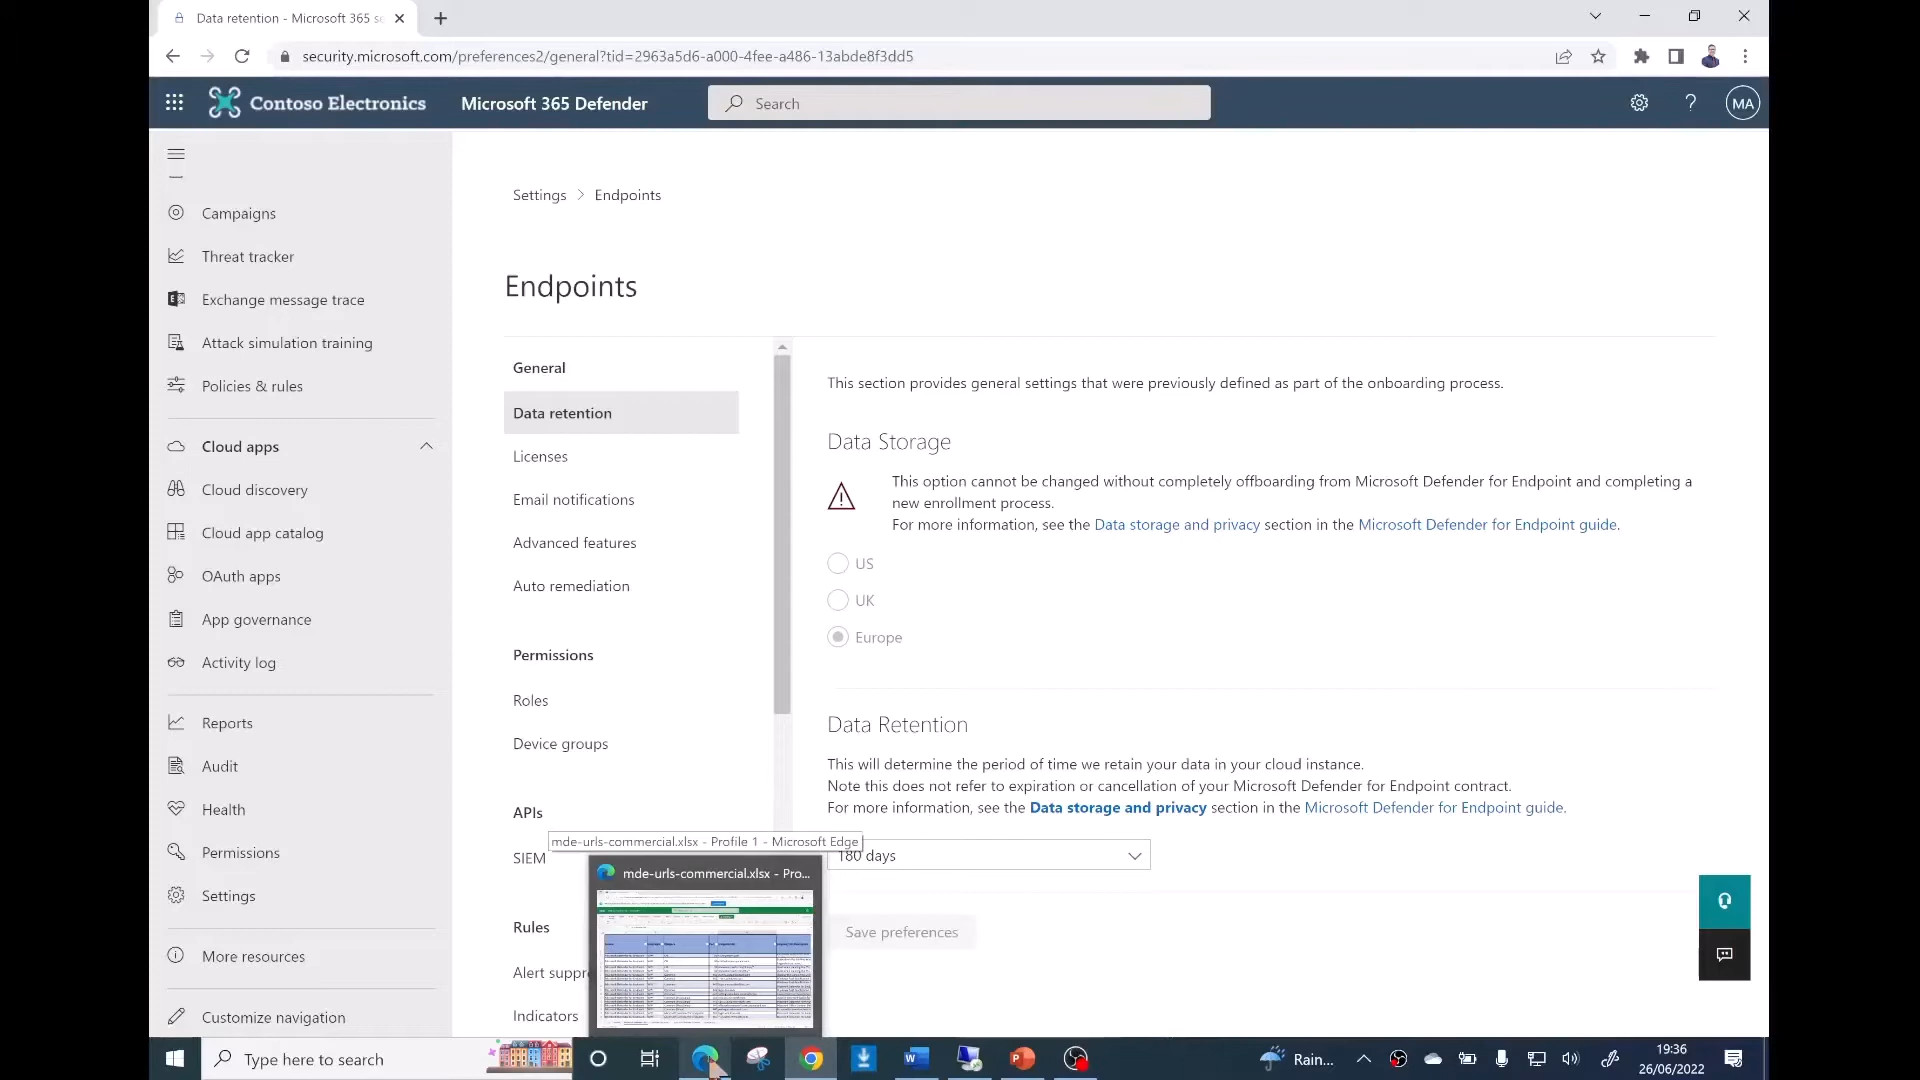 Data retention - Microsoft 365 se
security.microsoft.com/preferences2/general?tid=2963a5d6-a000-4fee-a486-13abde8f3dd5
Contoso Electronics
Microsoft 365 Defender
Search
MA
Campaigns
Threat tracker
Exchange message trace
Attack simulation training
Policies & rules
Cloud apps
Cloud discovery
Cloud app catalog
OAuth apps
App governance
Activity log
Reports
Audit
Health
Permissions
Settings
More resources
Customize navigation
Settings > Endpoints
Endpoints
General
Data retention
Licenses
Email notifications
Advanced features
Auto remediation
Permissions
Roles
Device groups
APIs
SIEM
Rules
Alert suppre
Indicators
This section provides general settings that were previously defined as part of the onboarding process.
Data Storage
This option cannot be changed without completely offboarding from Microsoft Defender for Endpoint and completing a
new enrollment process.
For more information, see the Data storage and privacy section in the Microsoft Defender for Endpoint guide.
US
UK
Europe
Data Retention
This will determine the period of time we retain your data in your cloud instance.
Note this does not refer to expiration or cancellation of your Microsoft Defender for Endpoint contract.
For more information, see the Data storage and privacy section in the Microsoft Defender for Endpoint guide.
180 days
Save preferences
mde-urls-commercial.xlsx - Profile 1 - Microsoft Edge
mde-urls-commercial.xlsx - Pro...
Type here to search
Rain...
19:36
26/06/2022